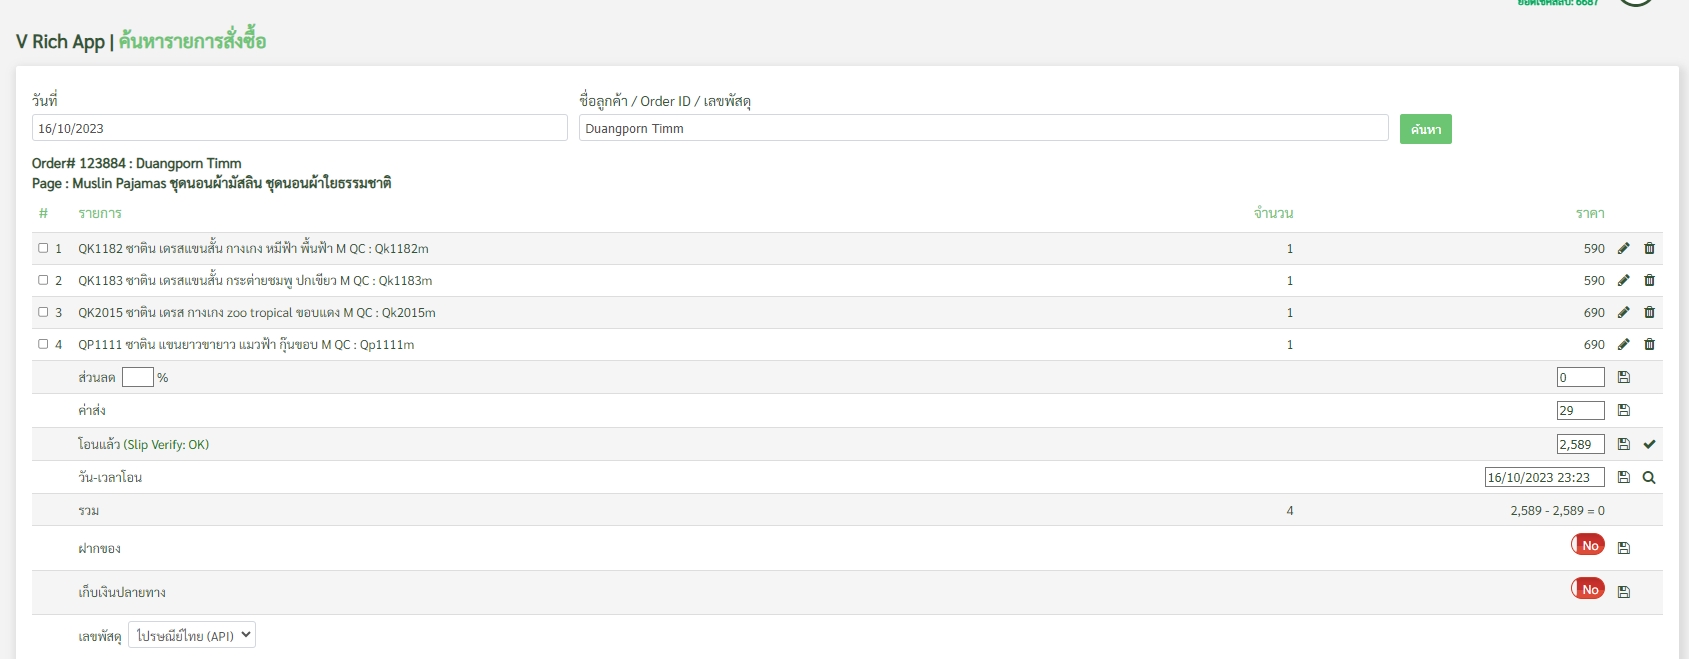 ยอดเช็คสลิป: 6687
V Rich App | ค้นหารายการสั่งซื้อ
วันที่ ชื่อลูกค้า / Order ID / เลขพัสดุ
16/10/2023 Duangporn Timm ค้นหา
Order# 123884 : Duangporn Timm
Page : Muslin Pajamas ชุดนอนผ้ามัสลิน ชุดนอนผ้าใยธรรมชาติ
# รายการ จำนวน ราคา
1 QK1182 ซาติน เดรสแขนสั้น กางเกง หมีฟ้า พื้นฟ้า M QC : Qk1182m 1 590
2 QK1183 ซาติน เดรสแขนสั้น กระต่ายชมพู ปกเขียว M QC : Qk1183m 1 590
3 QK2015 ซาติน เดรส กางเกง zoo tropical ขอบแดง M QC : Qk2015m 1 690
4 QP1111 ซาติน แขนยาวขายาว แมวฟ้า กุ๊นขอบ M QC : Qp1111m 1 690
ส่วนลด % 0
ค่าส่ง 29
โอนแล้ว (Slip Verify: OK) 2,589
วัน-เวลาโอน 16/10/2023 23:23
รวม 4 2,589 - 2,589 = 0
ฝากของ No
เก็บเงินปลายทาง No
เลขพัสดุ ไปรษณีย์ไทย (API)